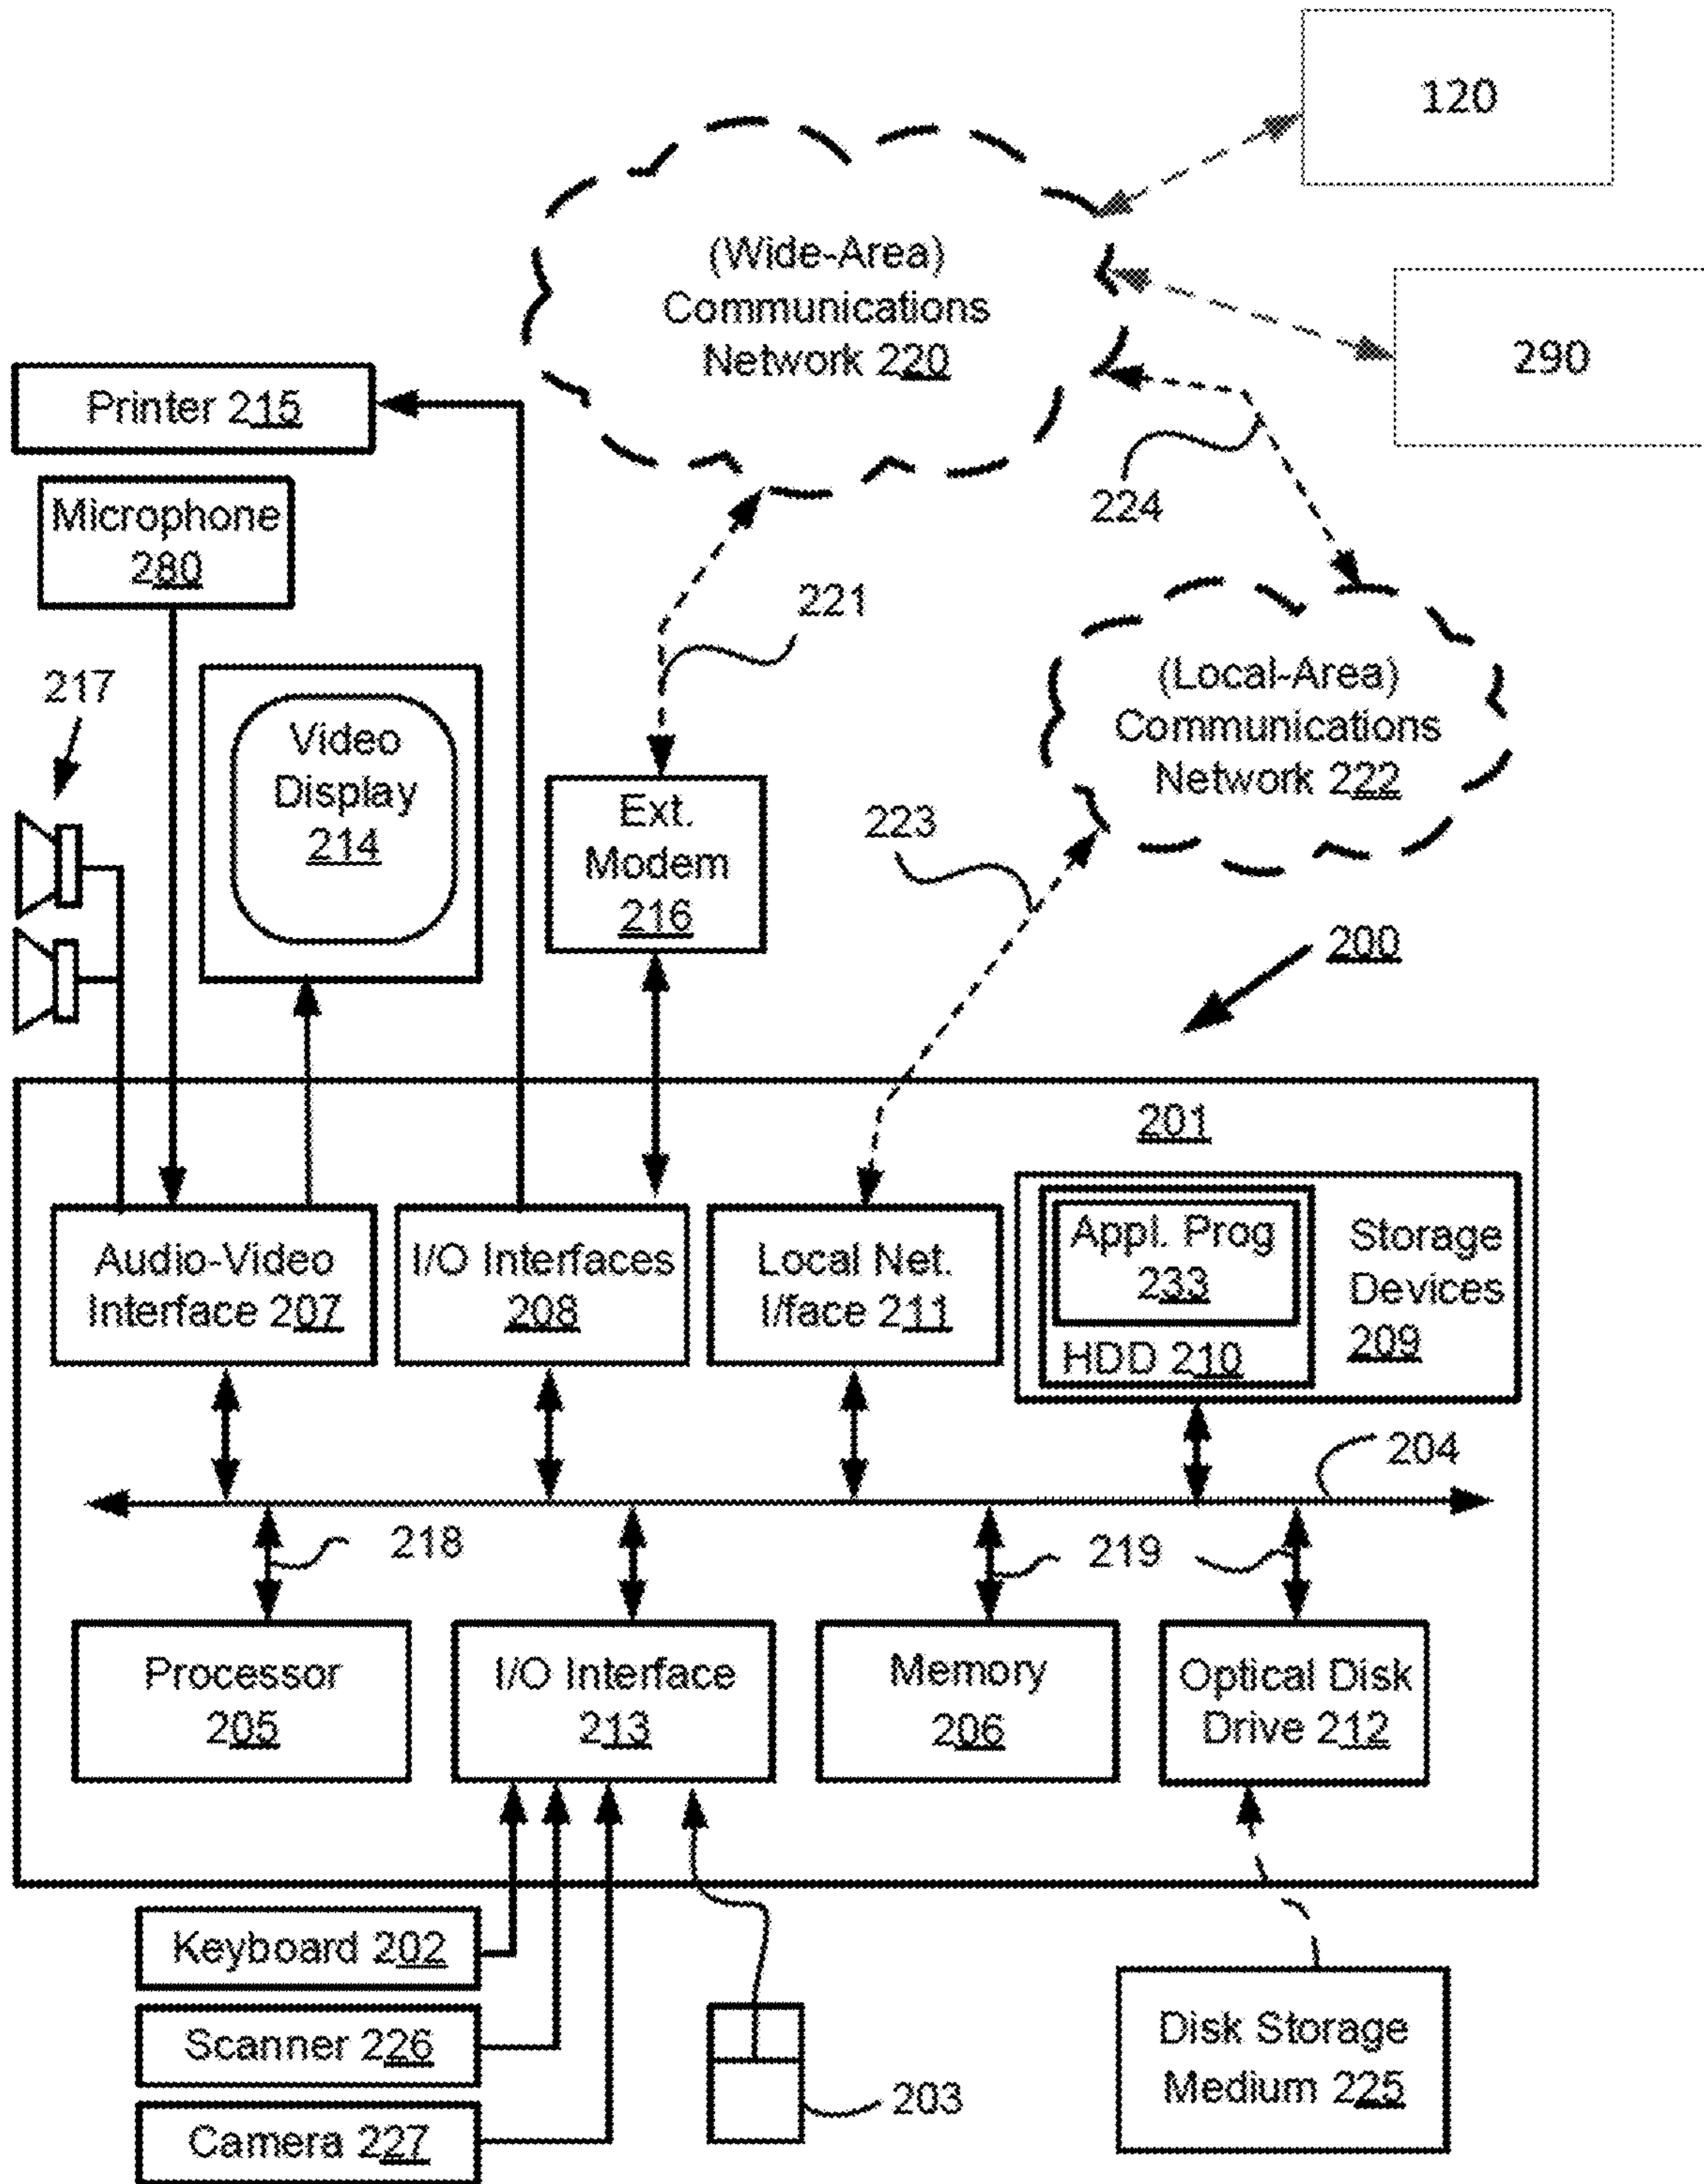 120
(Wide-Area)
Communications
Network 220
290
Printer 215
224
Microphone
280
221
217
(Local-Area)
Communications
Network 222
Video
Display
214
Ext.
Modem
216
223
200
201
Audio-Video
Interface 207
I/O Interfaces
208
Local Net.
I/face 211
Appl. Prog
233
HDD 210
Storage
Devices
209
204
218
219
Processor
205
I/O Interface
213
Memory
206
Optical Disk
Drive 212
Keyboard 202
Scanner 226
Camera 227
203
Disk Storage
Medium 225